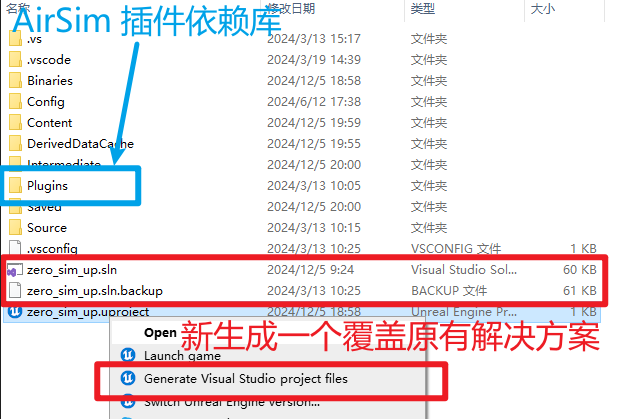 名称 修改日期 类型 大小
AirSim 插件依赖库
.vs 2024/3/13 15:17 文件夹
.vscode 2024/3/19 14:39 文件夹
Binaries 2024/12/5 18:58 文件夹
Config 2024/6/12 17:38 文件夹
Content 2024/12/5 19:59 文件夹
DerivedDataCache 2024/12/5 19:55 文件夹
Intermediate 2024/12/5 20:00 文件夹
Plugins 2024/3/13 10:05 文件夹
Saved 2024/12/5 20:00 文件夹
Source 2024/3/13 10:15 文件夹
.vsconfig 2024/3/13 10:25 VSCONFIG 文件 1 KB
zero_sim_up.sln 2024/12/5 9:24 Visual Studio Sol... 60 KB
zero_sim_up.sln.backup 2024/3/13 10:25 BACKUP 文件 61 KB
zero_sim_up.uproject 2024/12/5 18:58 Unreal Engine Pr... 1 KB
Open
新生成一个覆盖原有解决方案
Launch game
Generate Visual Studio project files
Switch Unreal Engine version...